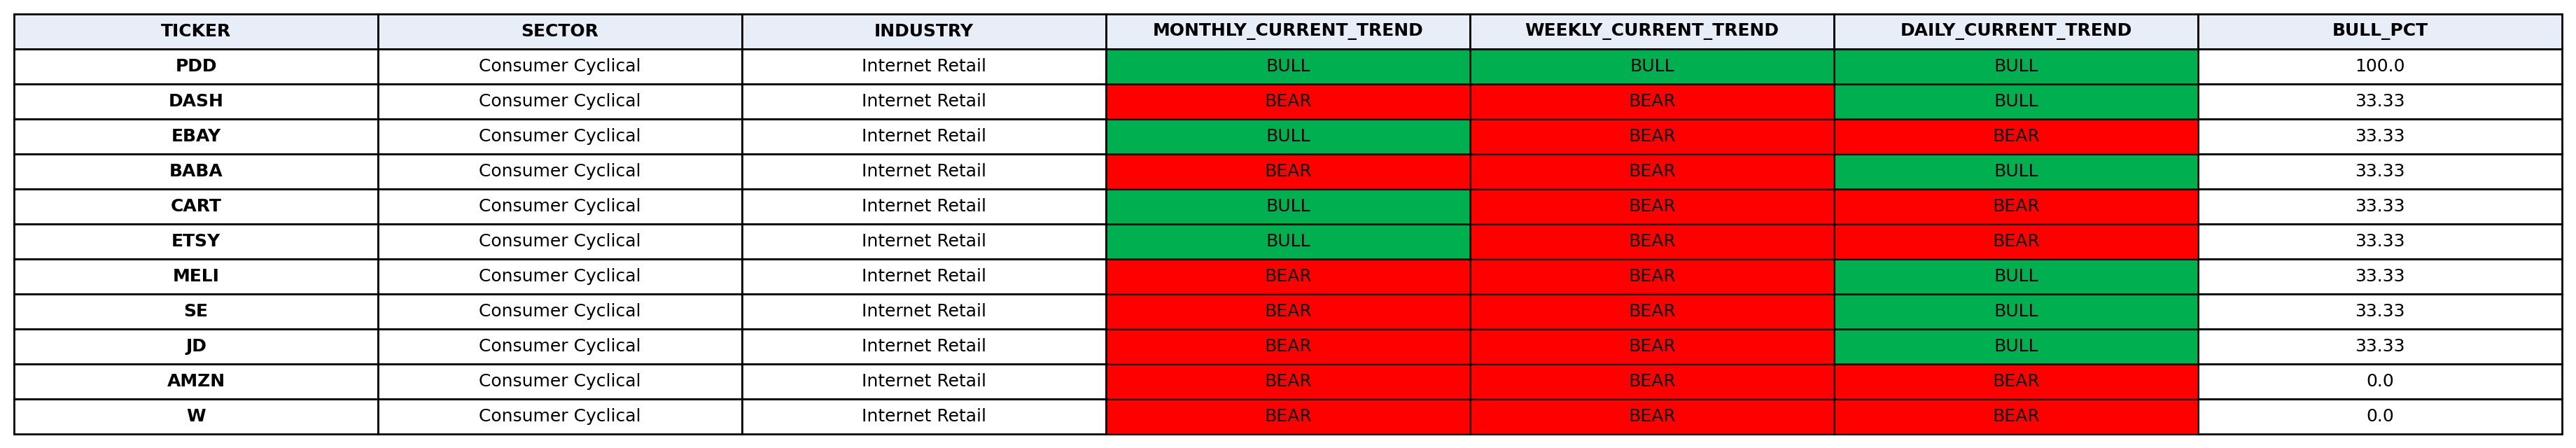 TICKER SECTOR INDUSTRY MONTHLY_CURRENT_TREND WEEKLY_CURRENT_TREND DAILY_CURRENT_TREND BULL_PCT
PDD Consumer Cyclical Internet Retail BULL BULL BULL 100.0
DASH Consumer Cyclical Internet Retail BEAR BEAR BULL 33.33
EBAY Consumer Cyclical Internet Retail BULL BEAR BEAR 33.33
BABA Consumer Cyclical Internet Retail BEAR BEAR BULL 33.33
CART Consumer Cyclical Internet Retail BULL BEAR BEAR 33.33
ETSY Consumer Cyclical Internet Retail BULL BEAR BEAR 33.33
MELI Consumer Cyclical Internet Retail BEAR BEAR BULL 33.33
SE Consumer Cyclical Internet Retail BEAR BEAR BULL 33.33
JD Consumer Cyclical Internet Retail BEAR BEAR BULL 33.33
AMZN Consumer Cyclical Internet Retail BEAR BEAR BEAR 0.0
W Consumer Cyclical Internet Retail BEAR BEAR BEAR 0.0